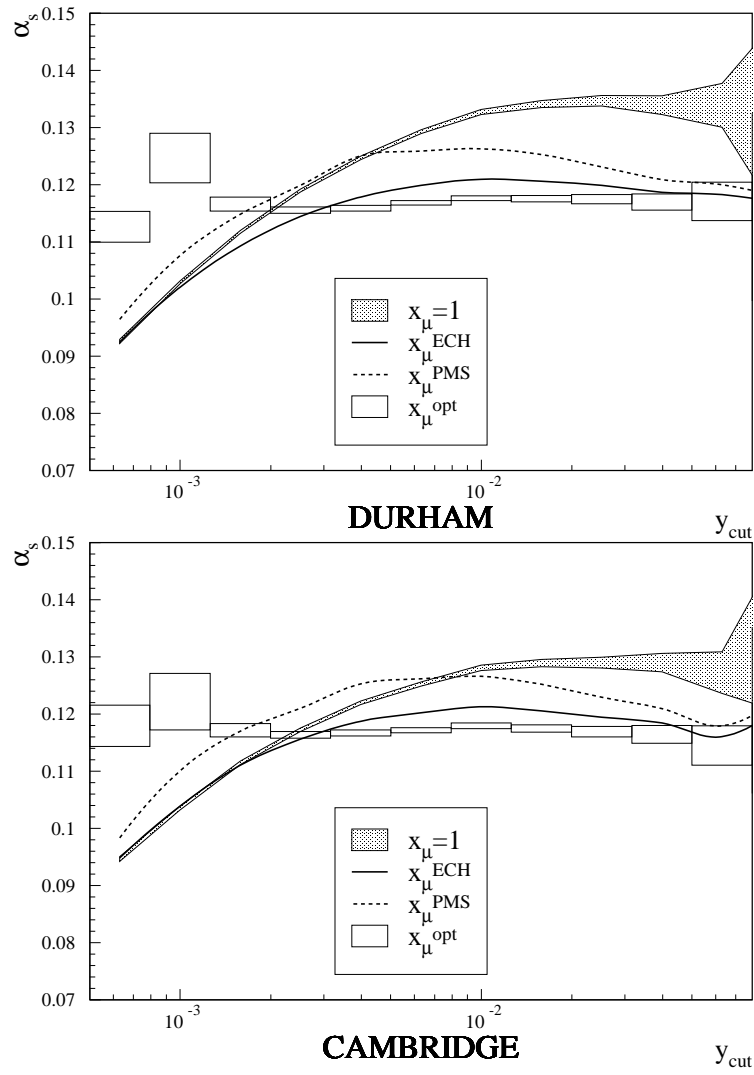 α_s
0.15
0.14
0.13
0.12
0.11
0.1
0.09
0.08
0.07
x_μ=1
x_μ^ECH
x_μ^PMS
x_μ^opt
10^-3
10^-2
DURHAM
y_cut
α_s
0.15
0.14
0.13
0.12
0.11
0.1
0.09
0.08
0.07
x_μ=1
x_μ^ECH
x_μ^PMS
x_μ^opt
10^-3
10^-2
CAMBRIDGE
y_cut